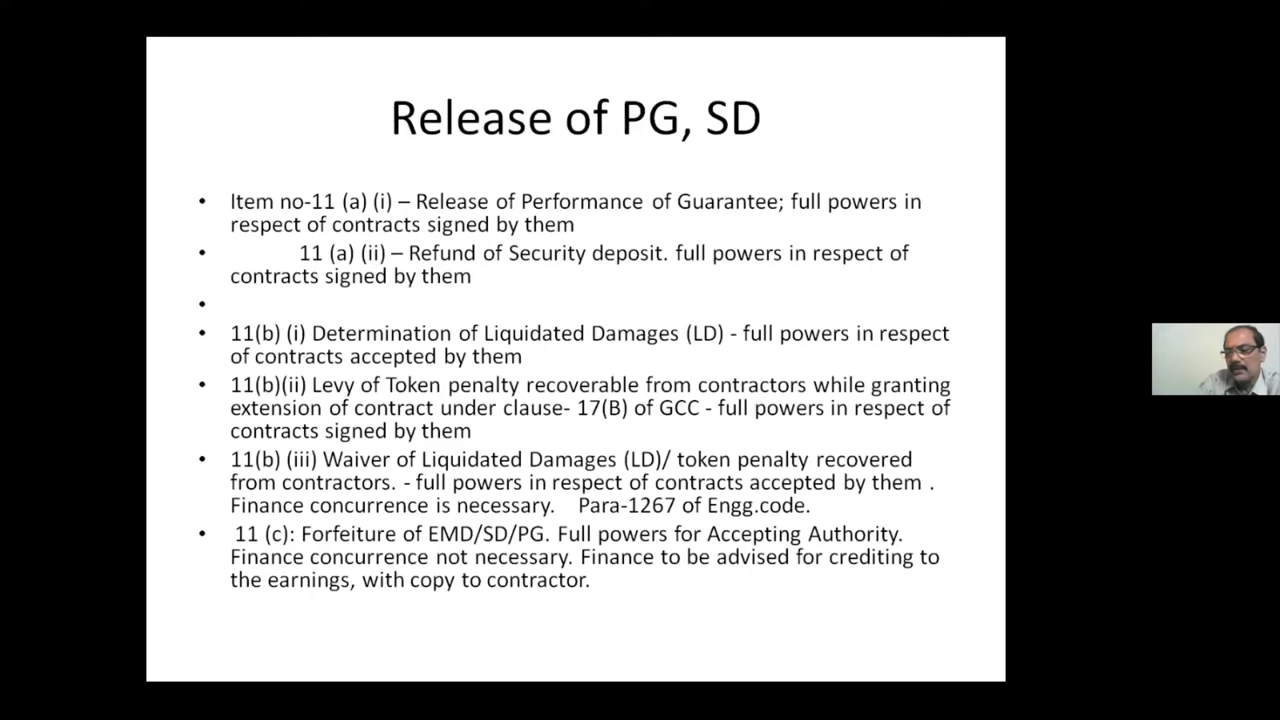 Release of PG, SD
• Item no-11 (a) (i) – Release of Performance of Guarantee; full powers in
respect of contracts signed by them
• 11 (a) (ii) – Refund of Security deposit. full powers in respect of
contracts signed by them
•
• 11(b) (i) Determination of Liquidated Damages (LD) - full powers in respect
of contracts accepted by them
• 11(b)(ii) Levy of Token penalty recoverable from contractors while granting
extension of contract under clause- 17(B) of GCC - full powers in respect of
contracts signed by them
• 11(b) (iii) Waiver of Liquidated Damages (LD)/ token penalty recovered
from contractors. - full powers in respect of contracts accepted by them .
Finance concurrence is necessary. Para-1267 of Engg.code.
• 11 (c): Forfeiture of EMD/SD/PG. Full powers for Accepting Authority.
Finance concurrence not necessary. Finance to be advised for crediting to
the earnings, with copy to contractor.